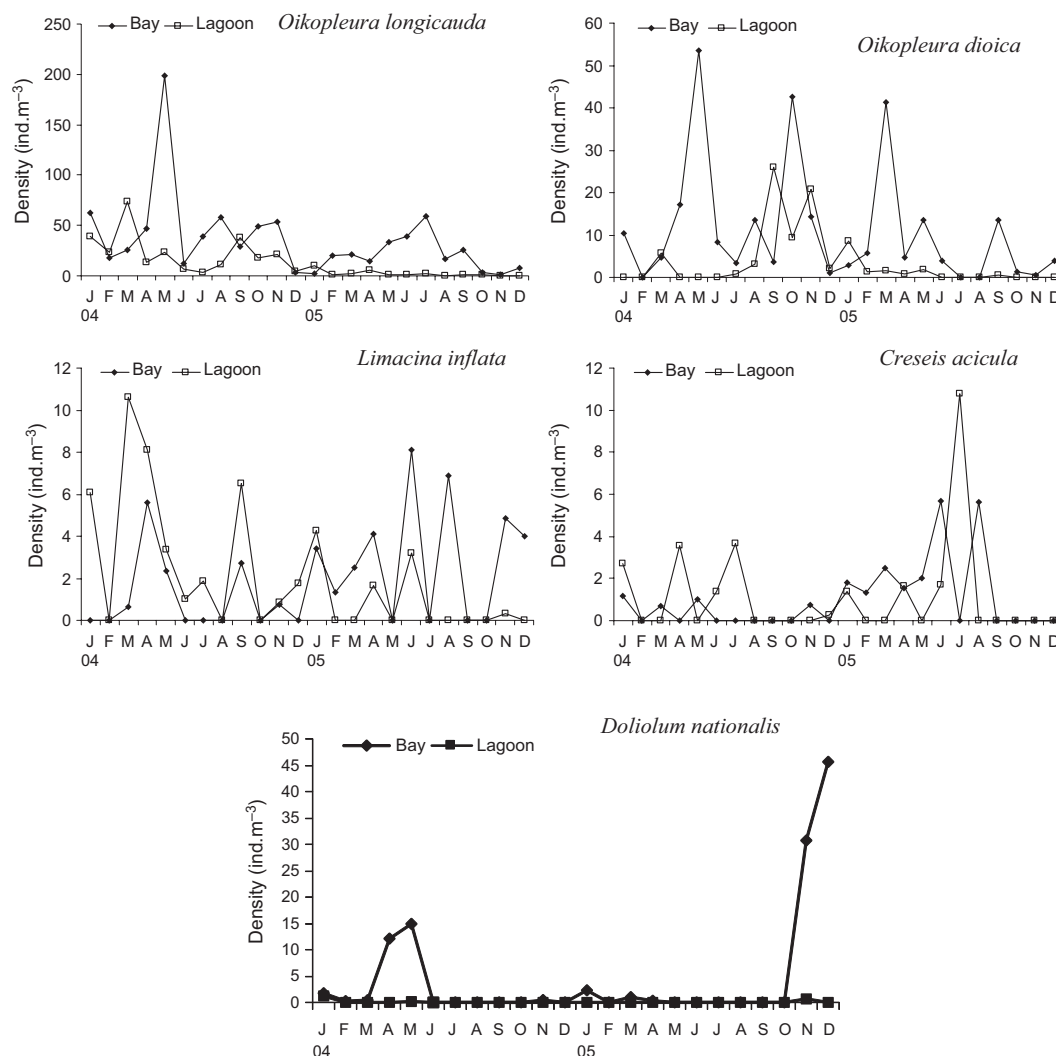 Oikopleura longicauda
Bay Lagoon
Density (ind.m⁻³)
250
200
150
100
50
0
J F M A M J J A S O N D J F M A M J J A S O N D
04 05
Oikopleura dioica
Bay Lagoon
Density (ind.m⁻³)
60
50
40
30
20
10
0
J F M A M J J A S O N D J F M A M J J A S O N D
04 05
Limacina inflata
Bay Lagoon
Density (ind.m⁻³)
12
10
8
6
4
2
0
J F M A M J J A S O N D J F M A M J J A S O N D
04 05
Creseis acicula
Bay Lagoon
Density (ind.m⁻³)
12
10
8
6
4
2
0
J F M A M J J A S O N D J F M A M J J A S O N D
04 05
Doliolum nationalis
Bay Lagoon
Density (ind.m⁻³)
50
45
40
35
30
25
20
15
10
5
0
J F M A M J J A S O N D J F M A M J J A S O N D
04 05